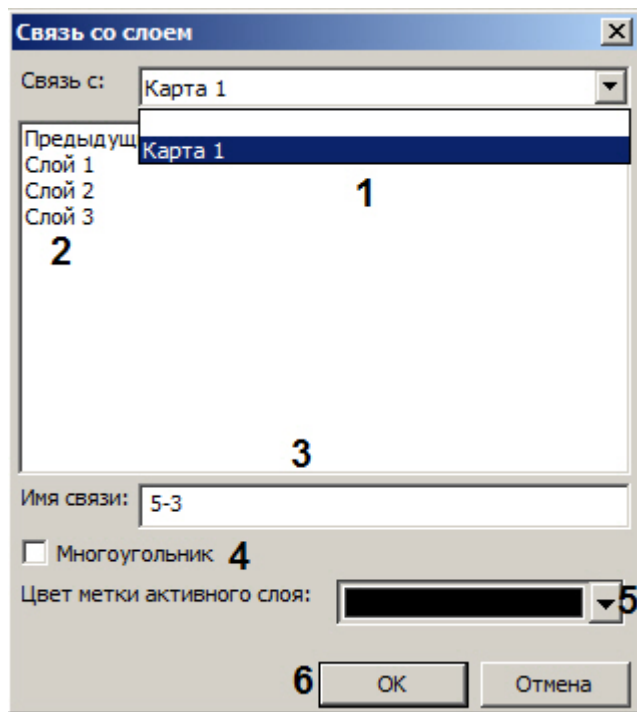 Связь со слоем
Связь с: Карта 1
Предыдущ
Карта 1
Слой 1
Слой 2
1
Слой 3
2
3
Имя связи: 5-3
Многоугольник 4
Цвет метки активного слоя: 5
6 OK Отмена